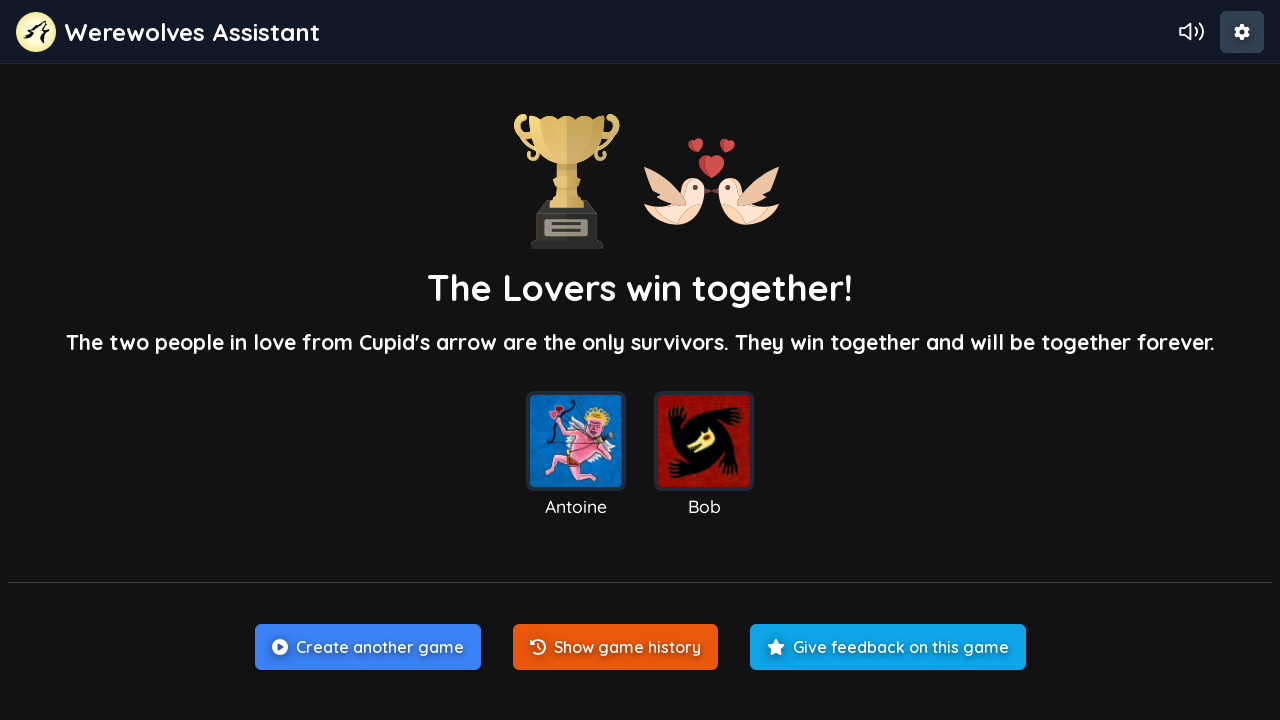 Werewolves Assistant
The Lovers win together!
The two people in love from Cupid's arrow are the only survivors. They win together and will be together forever.
Antoine
Bob
Create another game
Show game history
Give feedback on this game